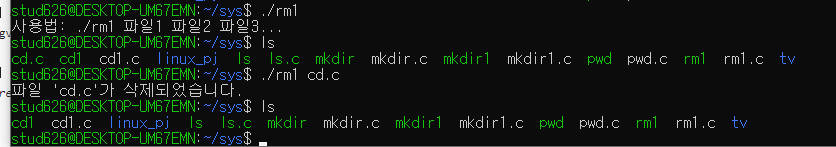 stud626@DESKTOP-UM67EMN:~/sys$ ./rm1
사용법: ./rm1 파일1 파일2 파일3...
stud626@DESKTOP-UM67EMN:~/sys$ ls
cd.c cd1 cd1.c linux_pj ls ls.c mkdir mkdir.c mkdir1 mkdir1.c pwd pwd.c rm1 rm1.c tv
stud626@DESKTOP-UM67EMN:~/sys$ ./rm1 cd.c
파일 'cd.c'가 삭제되었습니다.
stud626@DESKTOP-UM67EMN:~/sys$ ls
cd1 cd1.c linux_pj ls ls.c mkdir mkdir.c mkdir1 mkdir1.c pwd pwd.c rm1 rm1.c tv
stud626@DESKTOP-UM67EMN:~/sys$